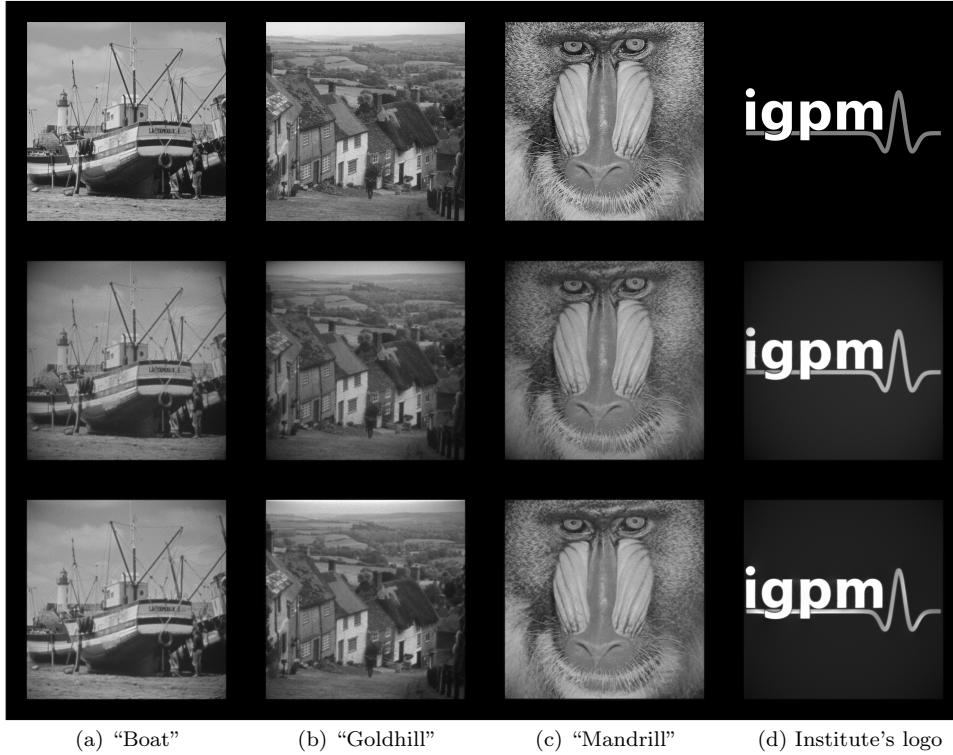 igpm
igpm
igpm
(a) “Boat”
(b) “Goldhill”
(c) “Mandrill”
(d) Institute’s logo